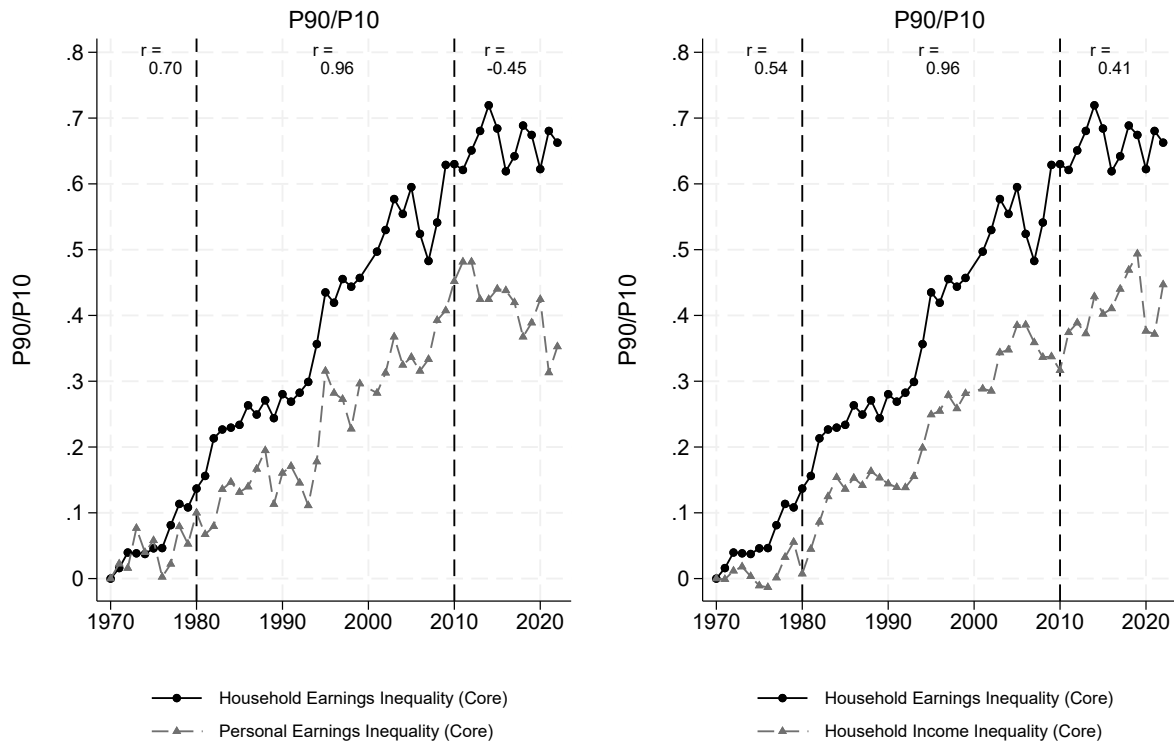 P90/P10
r =
0.70
r =
0.96
r =
-0.45
.8
.7
.6
.5
.4
.3
.2
.1
0
P90/P10
1970 1980 1990 2000 2010 2020
Household Earnings Inequality (Core)
Personal Earnings Inequality (Core)
P90/P10
r =
0.54
r =
0.96
r =
0.41
.8
.7
.6
.5
.4
.3
.2
.1
0
P90/P10
1970 1980 1990 2000 2010 2020
Household Earnings Inequality (Core)
Household Income Inequality (Core)